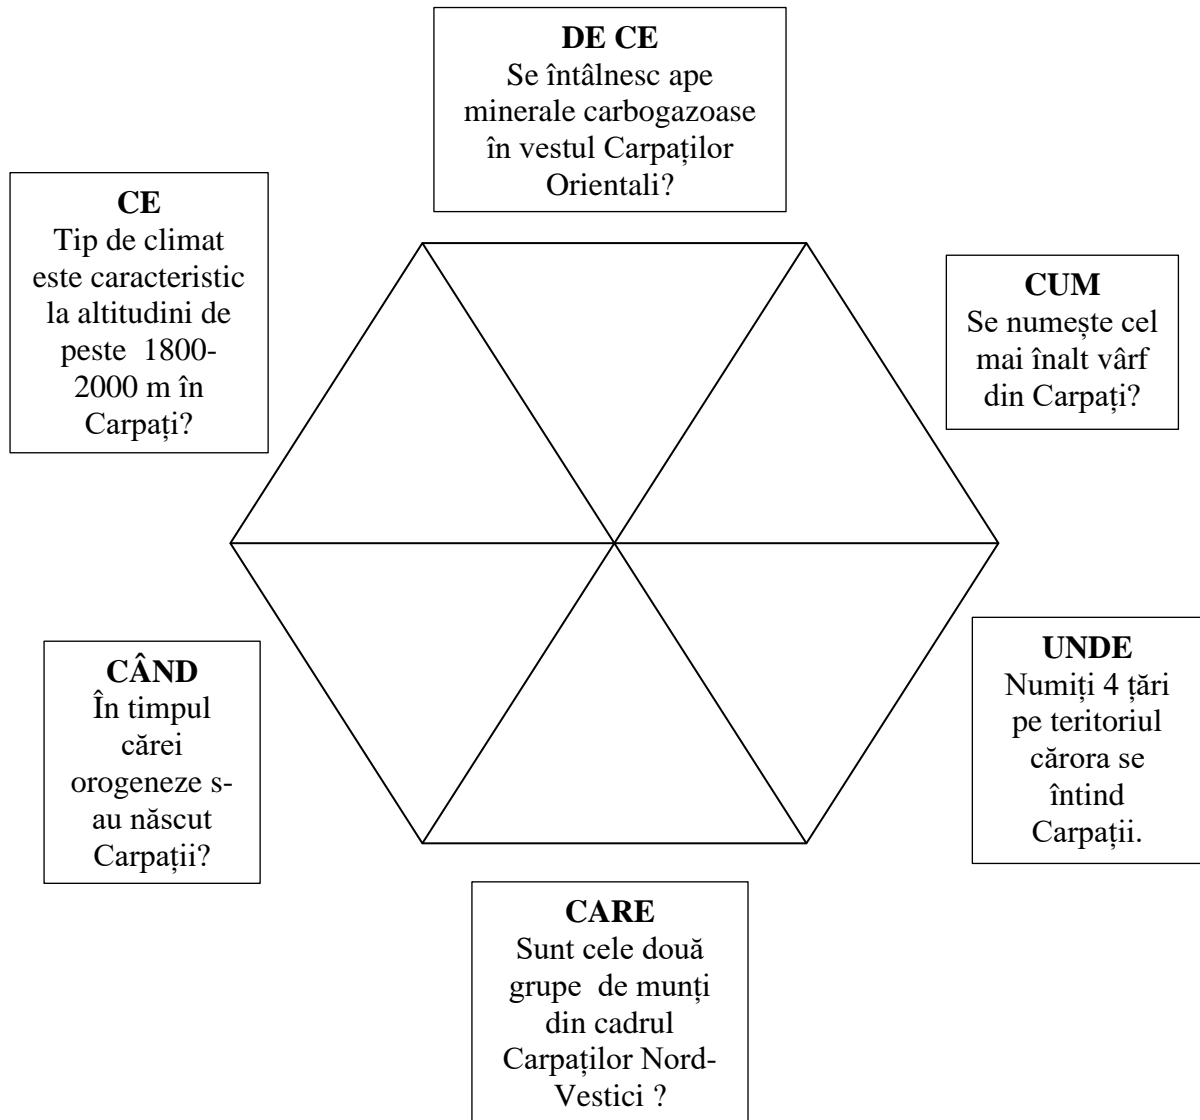 DE CE
Se întâlnesc ape
minerale carbogazoase
în vestul Carpaților
Orientali?
CE
Tip de climat
este caracteristic
la altitudini de
peste 1800-
2000 m în
Carpați?
CUM
Se numește cel
mai înalt vârf
din Carpați?
CÂND
În timpul
cărei
orogeneze s-
au născut
Carpații?
UNDE
Numiți 4 țări
pe teritoriul
cărora se
întind
Carpații.
CARE
Sunt cele două
grupe de munți
din cadrul
Carpaților Nord-
Vestici ?